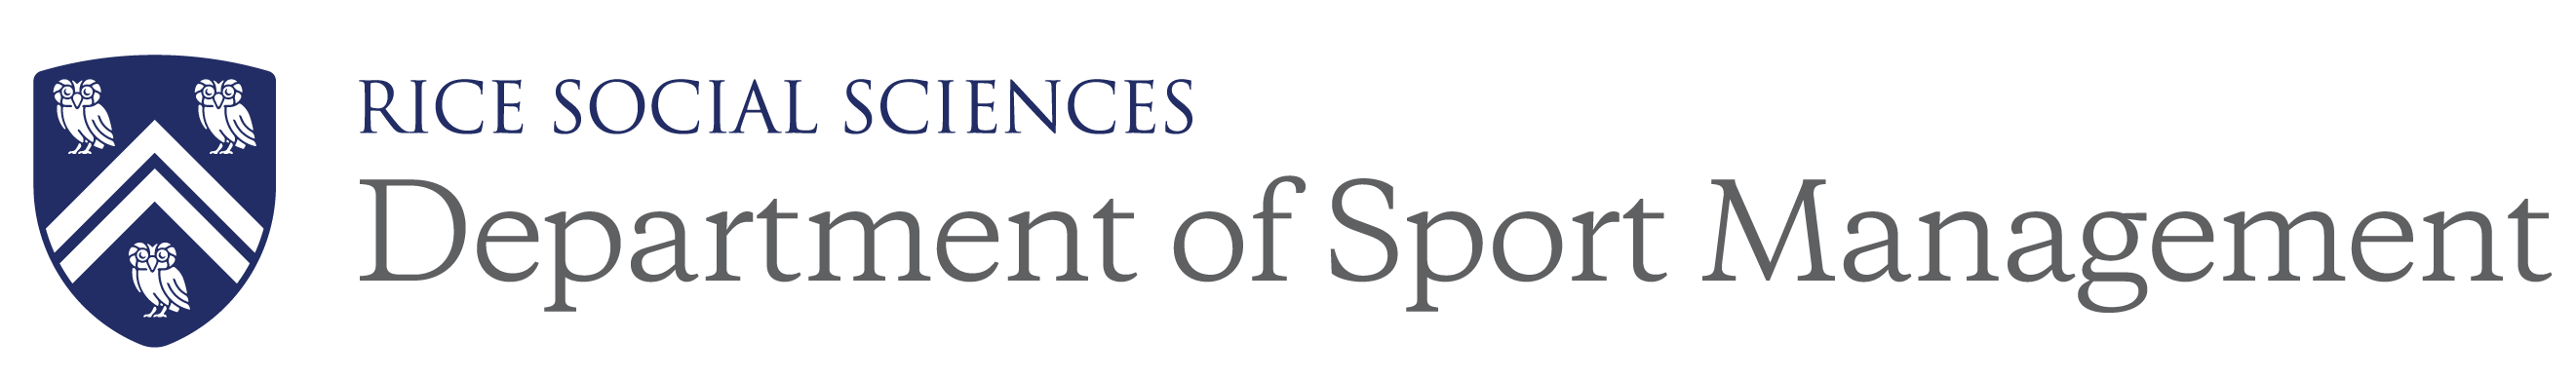 RICE SOCIAL SCIENCES
Department of Sport Management